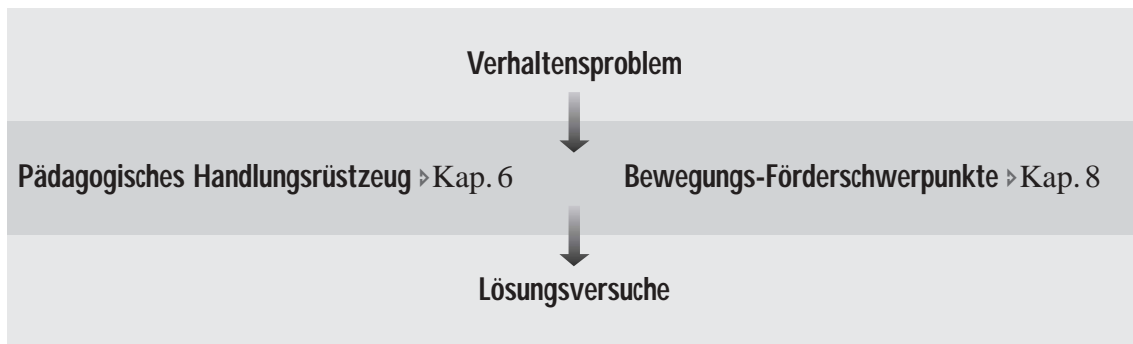 Verhaltensproblem
Pädagogisches Handlungsrüstzeug ▹Kap. 6 Bewegungs-Förderschwerpunkte ▹Kap. 8
Lösungsversuche